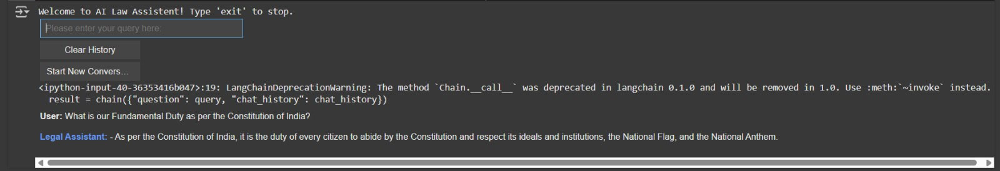 Welcome to AI Law Assistent! Type 'exit' to stop.
Please enter your query here:
Clear History
Start New Convers...
<ipython-input-40-36353416b047>:19: LangChainDeprecationWarning: The method `Chain.__call__` was deprecated in langchain 0.1.0 and will be removed in 1.0. Use :meth:`~invoke` instead.
  result = chain({"question": query, "chat_history": chat_history})
User: What is our Fundamental Duty as per the Constitution of India?
Legal Assistant: - As per the Constitution of India, it is the duty of every citizen to abide by the Constitution and respect its ideals and institutions, the National Flag, and the National Anthem.